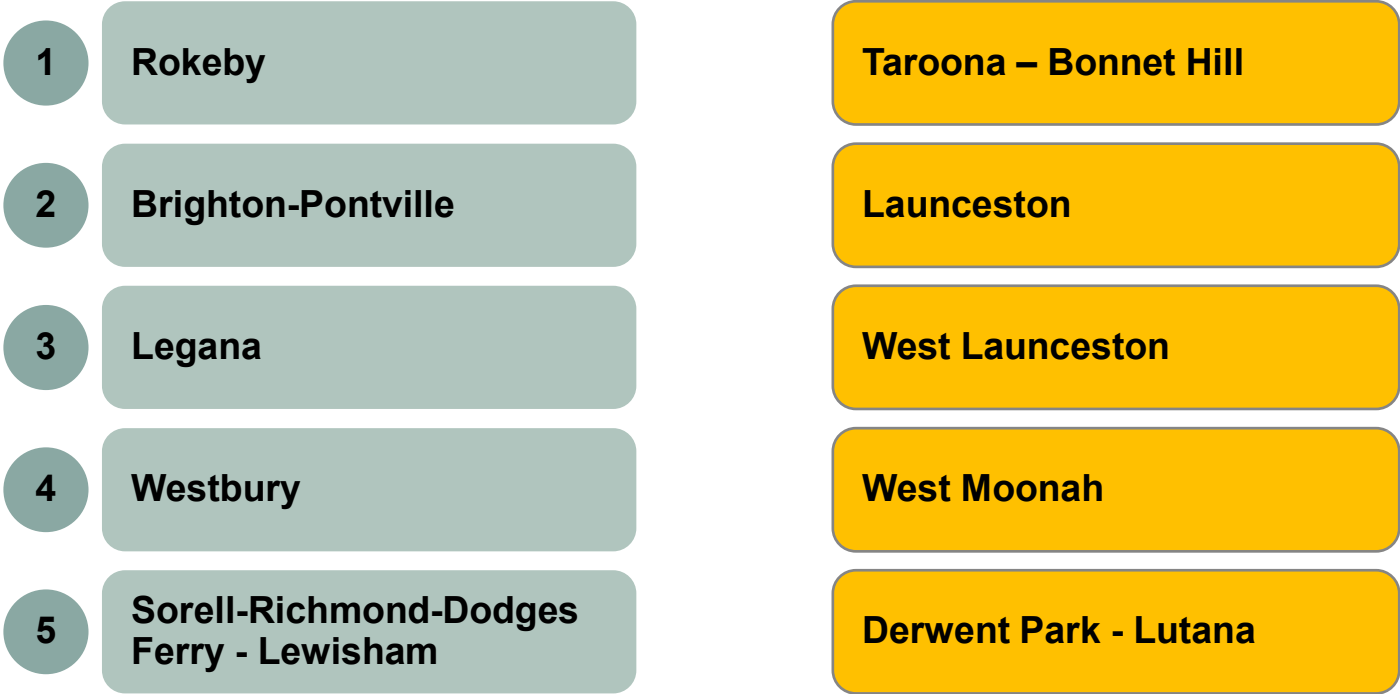 1
Rokeby
Taroona – Bonnet Hill
2
Brighton-Pontville
Launceston
3
Legana
West Launceston
4
Westbury
West Moonah
5
Sorell-Richmond-Dodges
Ferry - Lewisham
Derwent Park - Lutana